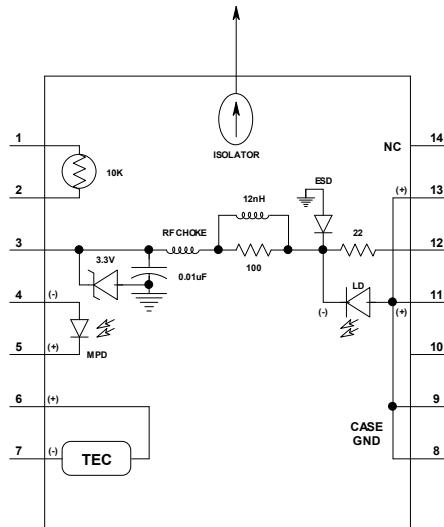 ISOLATOR
1
14
NC
10K
ESD
(+)
13
2
12nH
3
RF CHOKE
22
12
3.3V
0.01uF
100
4
(-)
LD
11
(-)
(+)
5
(+)
MPD
10
6
(+)
9
CASE
GND
7
(-)
TEC
8